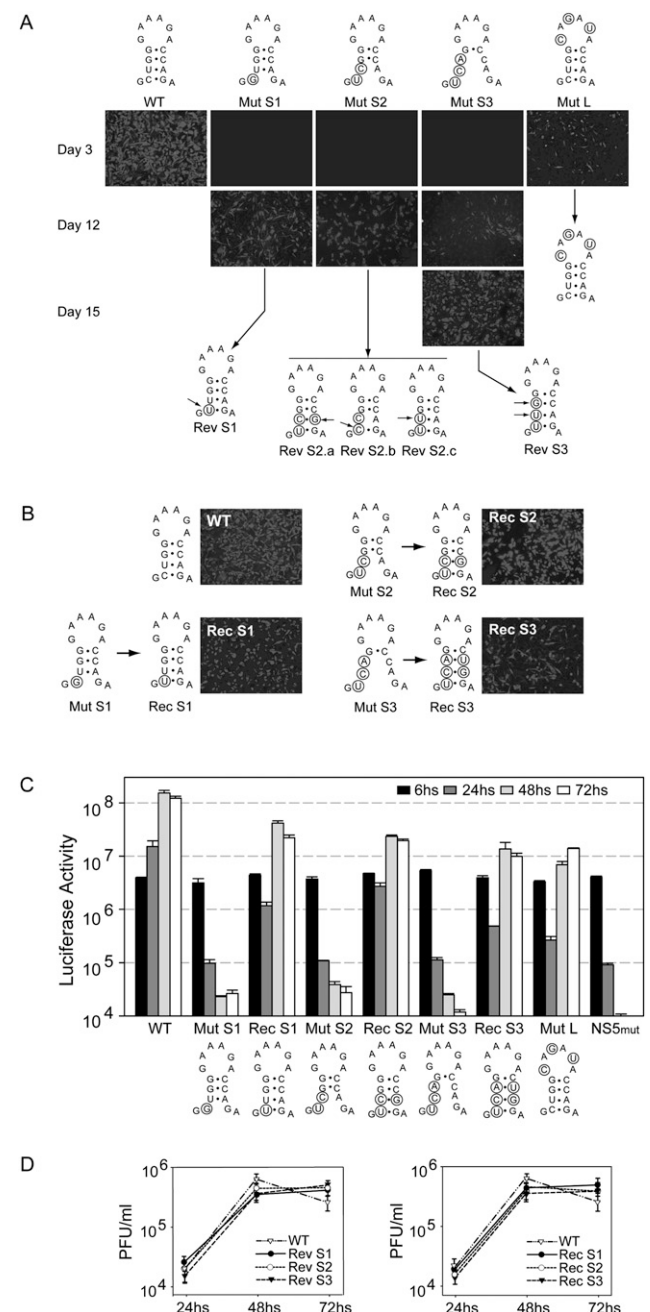 A
WT
Mut S1
Mut S2
Mut S3
Mut L
Day 3
Day 12
Day 15
Rev S1
Rev S2.a
Rev S2.b
Rev S2.c
Rev S3
B
WT
Rec S2
Mut S2
Rec S2
Rec S1
Rec S3
Mut S1
Rec S1
Mut S3
Rec S3
C
6hs 24hs 48hs 72hs
Luciferase Activity
10^8
10^7
10^6
10^5
10^4
WT Mut S1 Rec S1 Mut S2 Rec S2 Mut S3 Rec S3 Mut L NS5mut
D
PFU/ml
10^6
10^5
10^4
WT
Rev S1
Rev S2
Rev S3
24hs 48hs 72hs
PFU/ml
10^6
10^5
10^4
WT
Rec S1
Rec S2
Rec S3
24hs 48hs 72hs